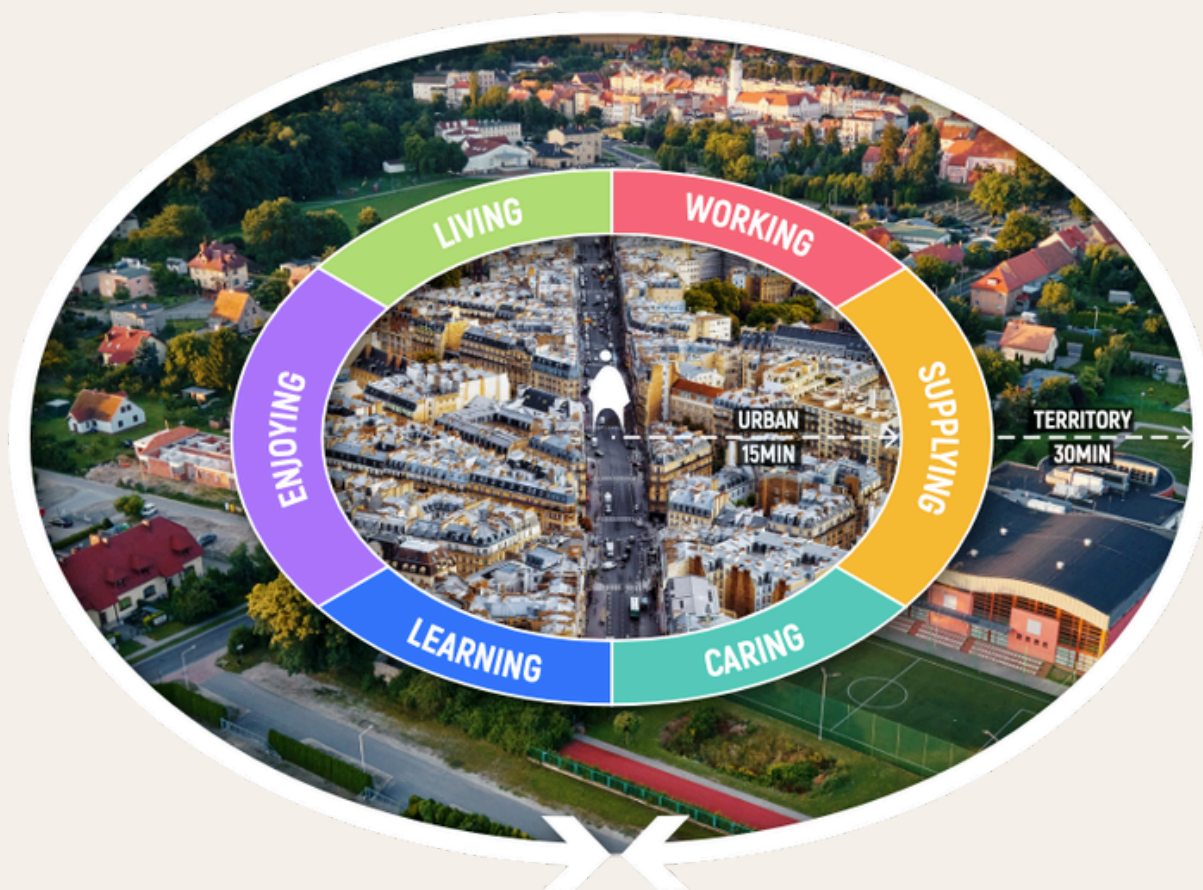 LIVING
WORKING
ENJOYING
SUPPLYING
URBAN
15MIN
TERRITORY
30MIN
LEARNING
CARING